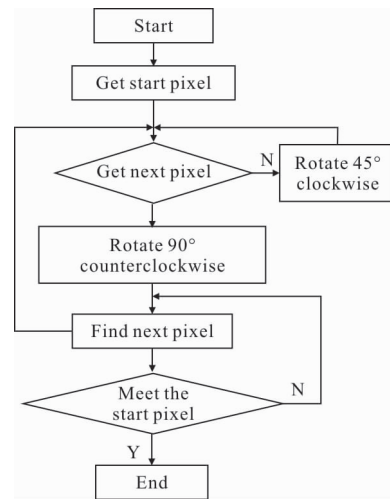 Start
Get start pixel
Get next pixel
N
Rotate 45°
clockwise
Rotate 90°
counterclockwise
Find next pixel
Meet the
start pixel
N
Y
End